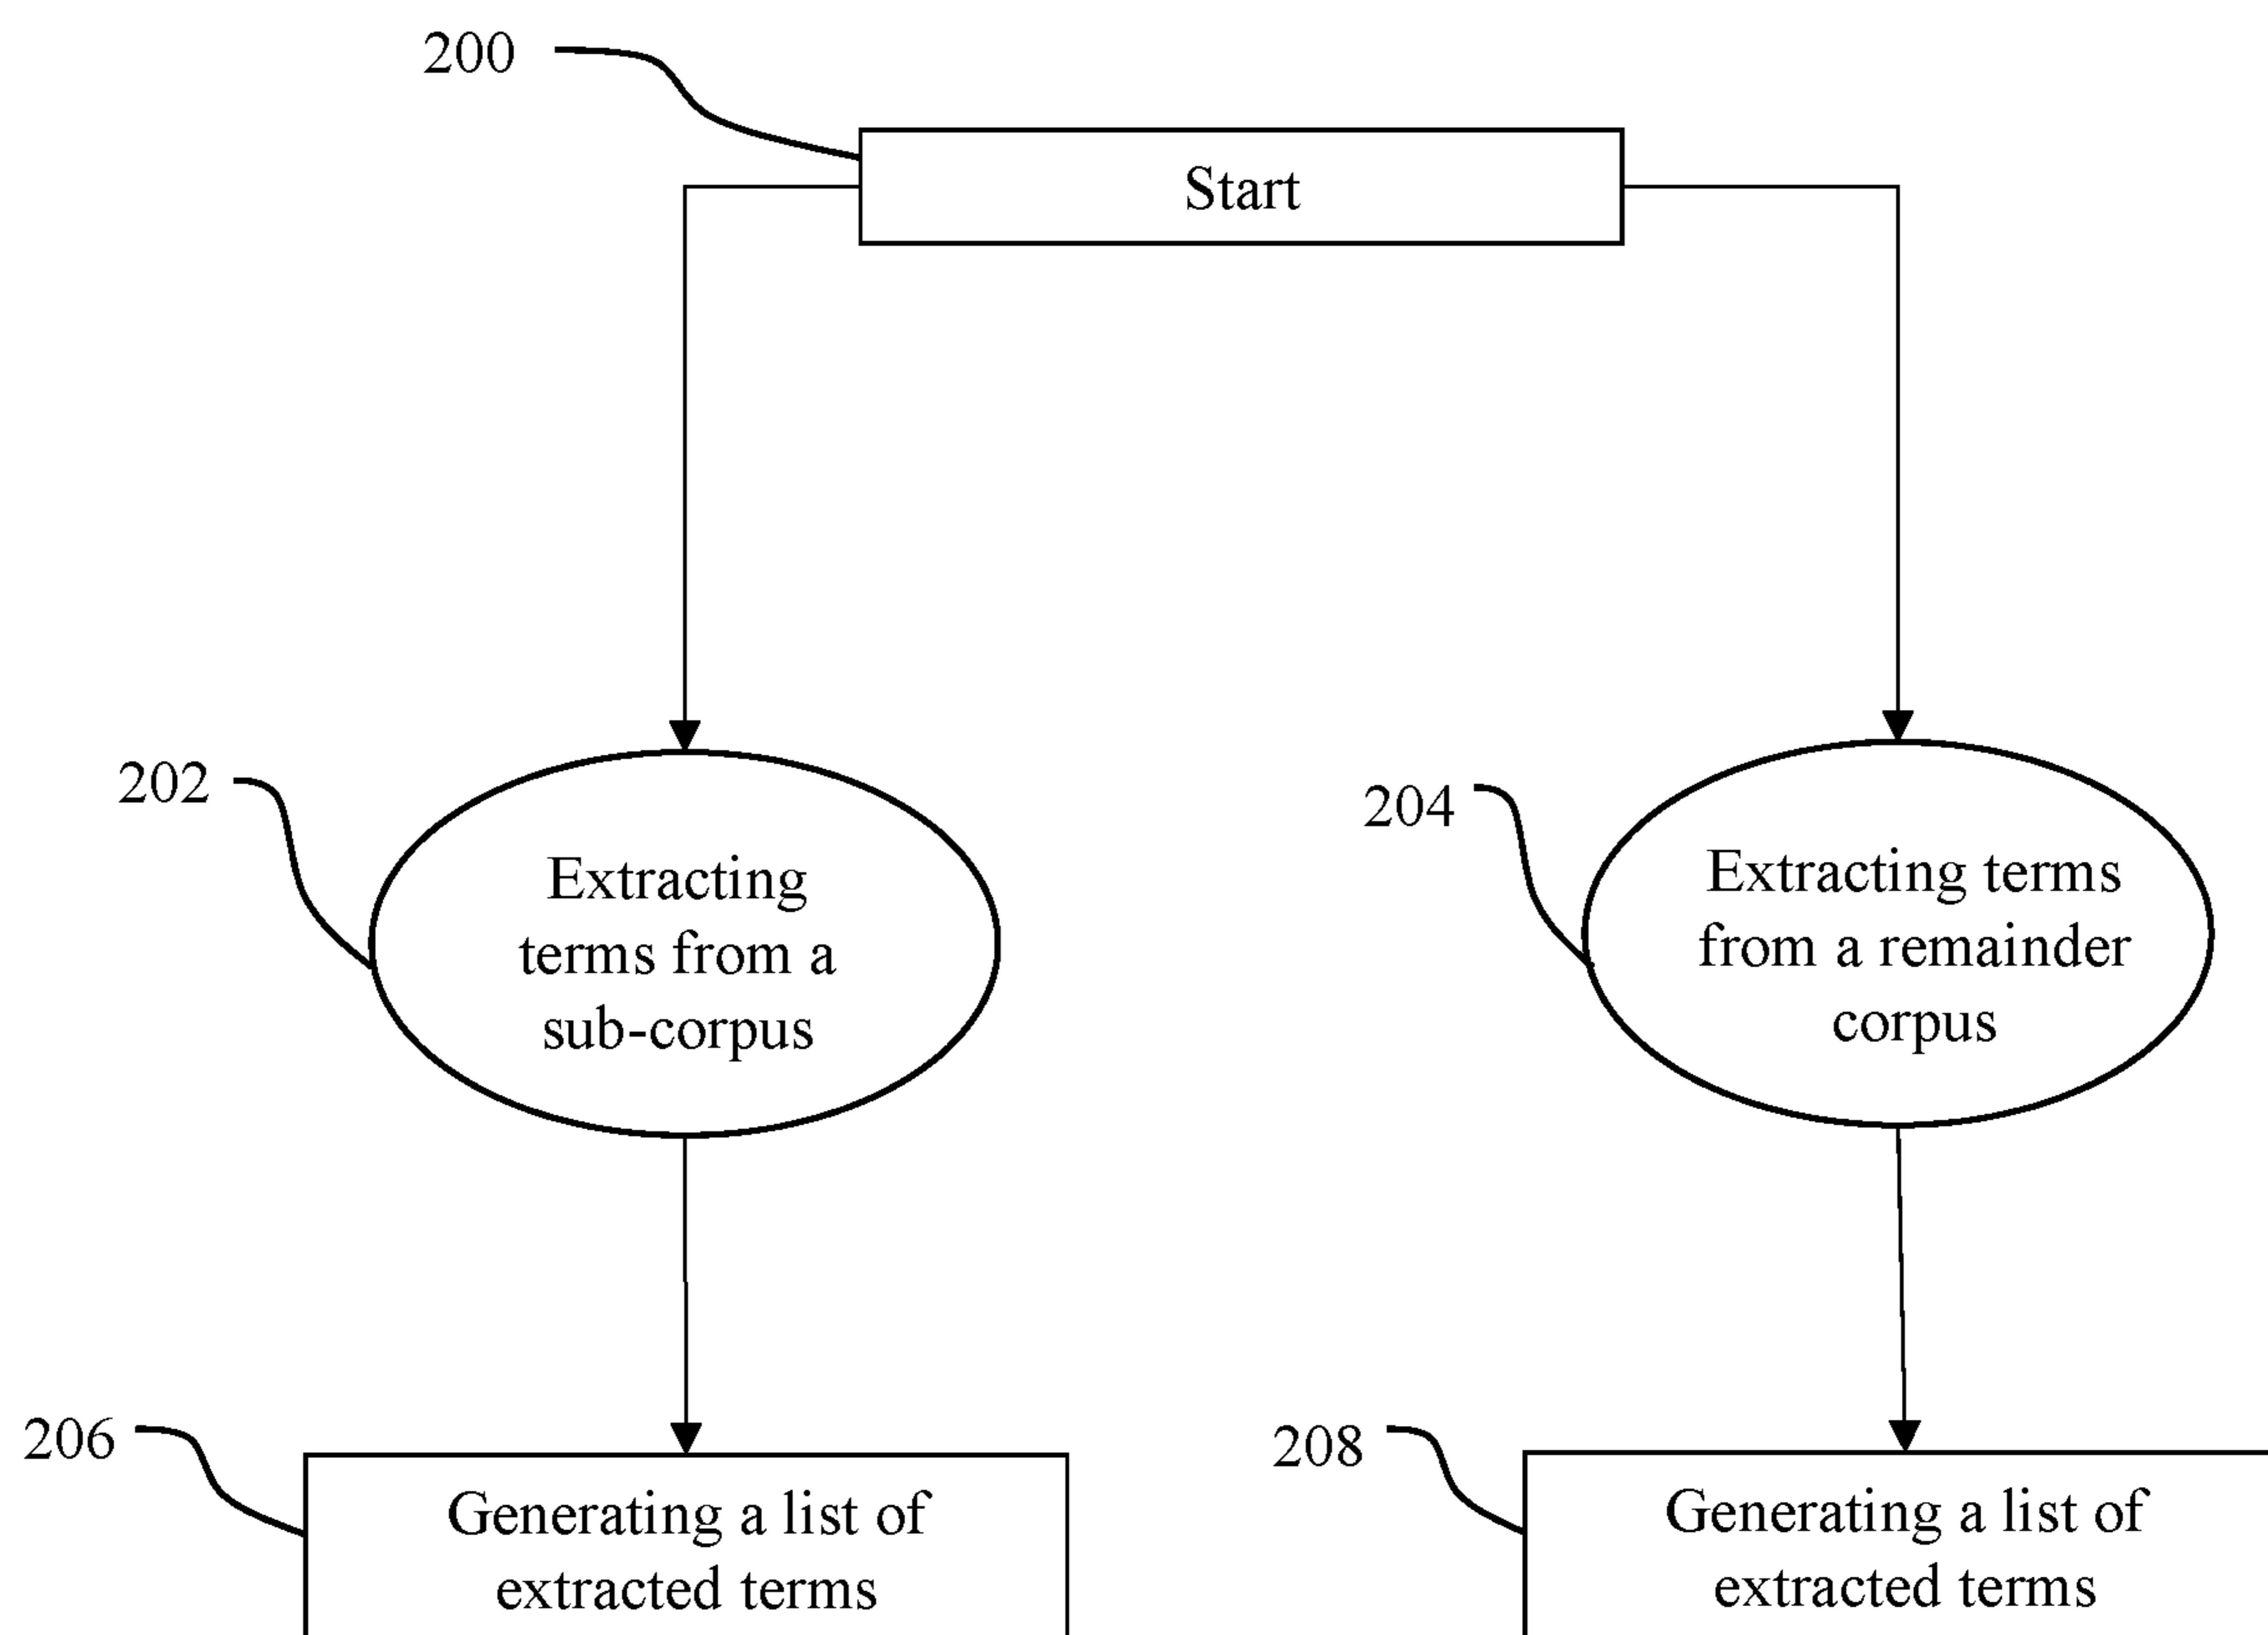 200
Start
202
Extracting
terms from a
sub-corpus
204
Extracting terms
from a remainder
corpus
206
Generating a list of
extracted terms
208
Generating a list of
extracted terms